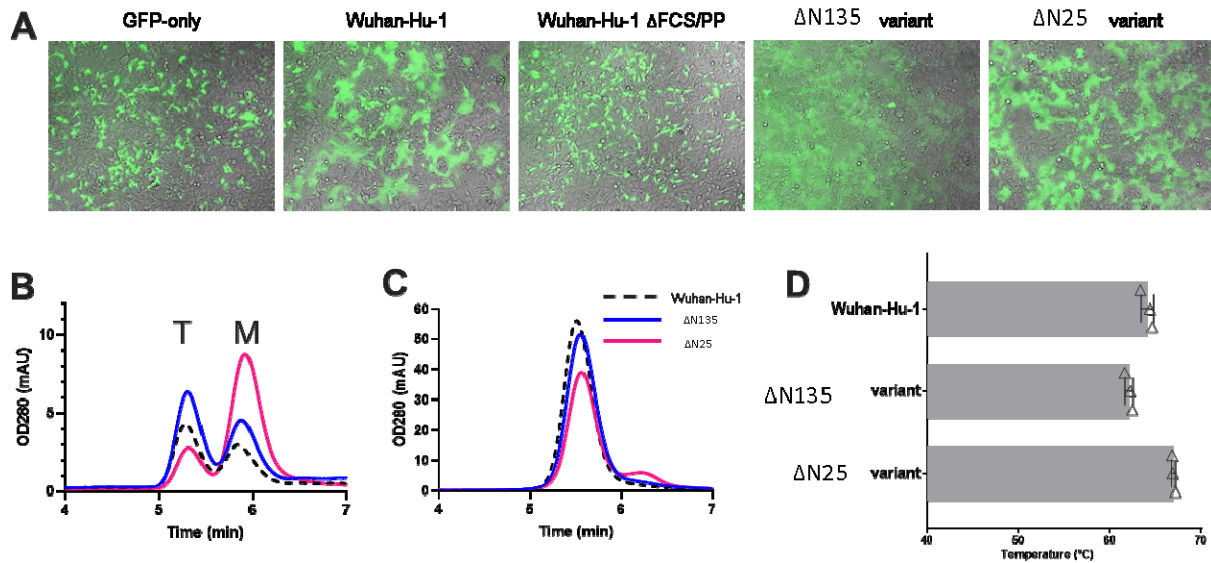 A
GFP-only
Wuhan-Hu-1
Wuhan-Hu-1 ΔFCS/PP
ΔN135 variant
ΔN25 variant
B
T
M
OD280 (mAU)
10
5
0
4
5
6
7
Time (min)
C
Wuhan-Hu-1
ΔN135
ΔN25
OD280 (mAU)
60
50
40
30
20
10
0
4
5
6
7
Time (min)
D
Wuhan-Hu-1
ΔN135 variant
ΔN25 variant
40
50
60
70
Temperature (°C)